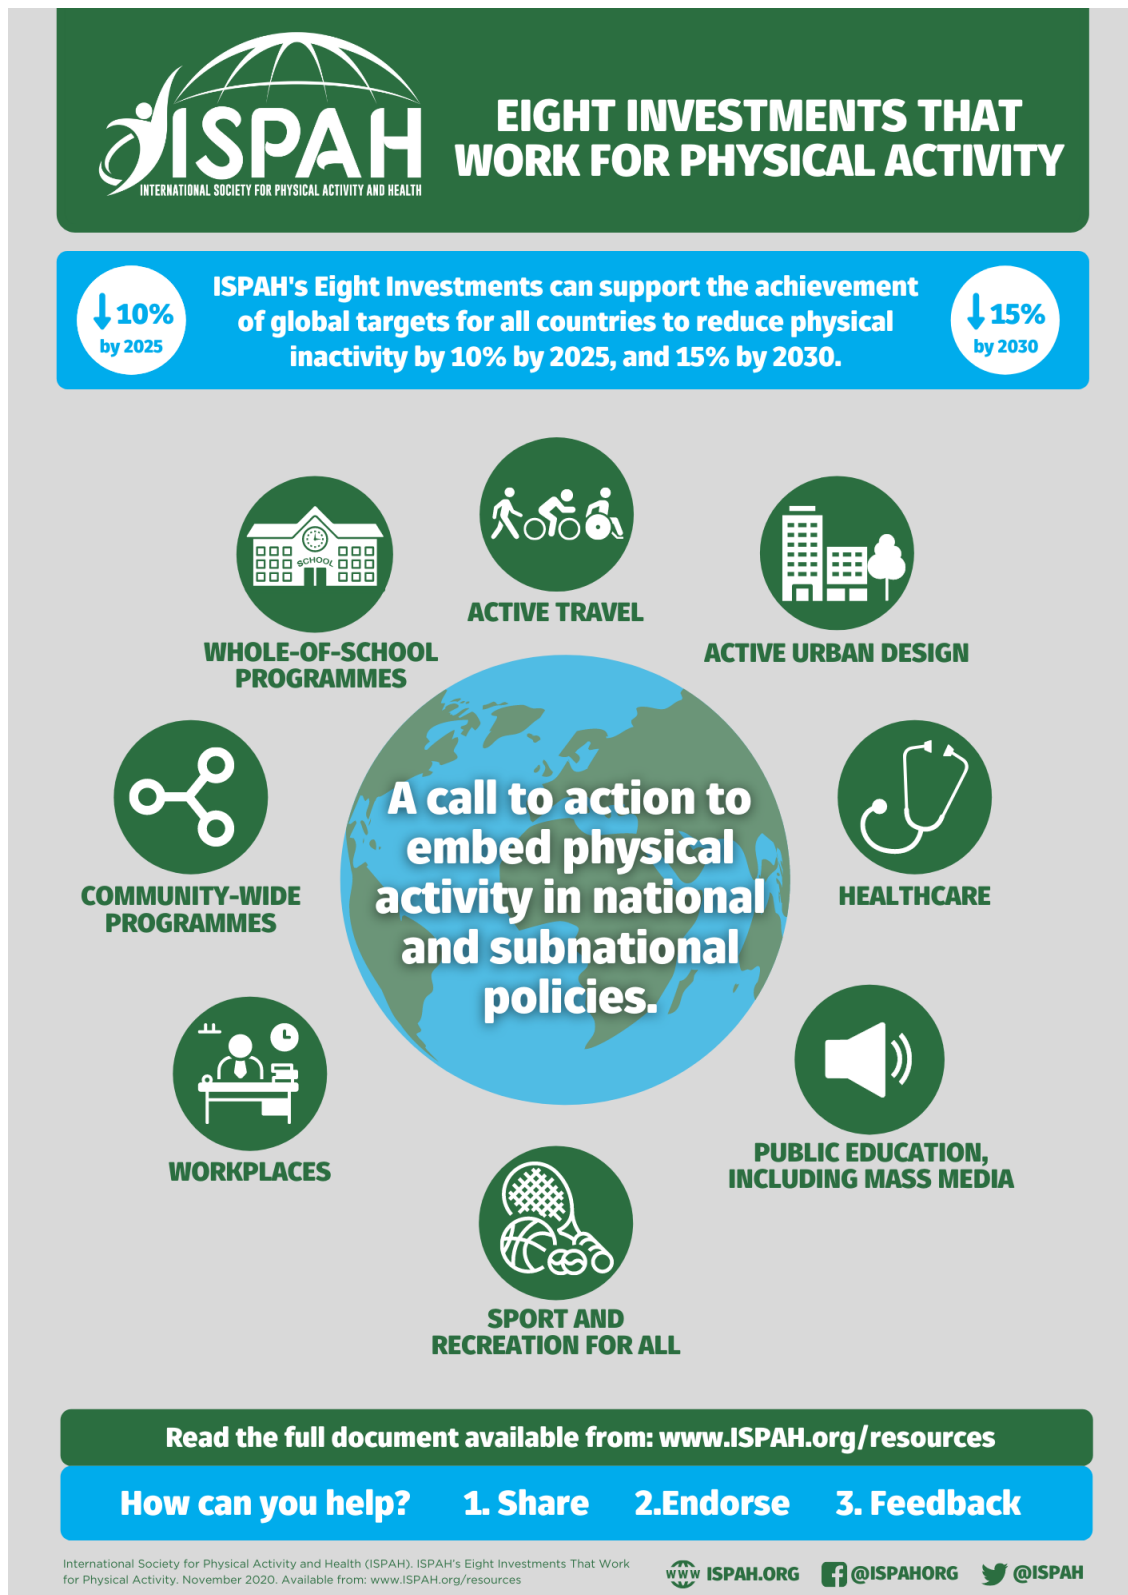 ISPAH
INTERNATIONAL SOCIETY FOR PHYSICAL ACTIVITY AND HEALTH
EIGHT INVESTMENTS THAT
WORK FOR PHYSICAL ACTIVITY
10%
by 2025
ISPAH's Eight Investments can support the achievement
of global targets for all countries to reduce physical
inactivity by 10% by 2025, and 15% by 2030.
15%
by 2030
SCHOOL
WHOLE-OF-SCHOOL
PROGRAMMES
ACTIVE TRAVEL
ACTIVE URBAN DESIGN
COMMUNITY-WIDE
PROGRAMMES
A call to action to
embed physical
activity in national
and subnational
policies.
HEALTHCARE
WORKPLACES
PUBLIC EDUCATION,
INCLUDING MASS MEDIA
SPORT AND
RECREATION FOR ALL
Read the full document available from: www.ISPAH.org/resources
How can you help? 1. Share 2.Endorse 3. Feedback
International Society for Physical Activity and Health (ISPAH). ISPAH's Eight Investments That Work
for Physical Activity. November 2020. Available from: www.ISPAH.org/resources
WWW ISPAH.ORG @ISPAHORG @ISPAH